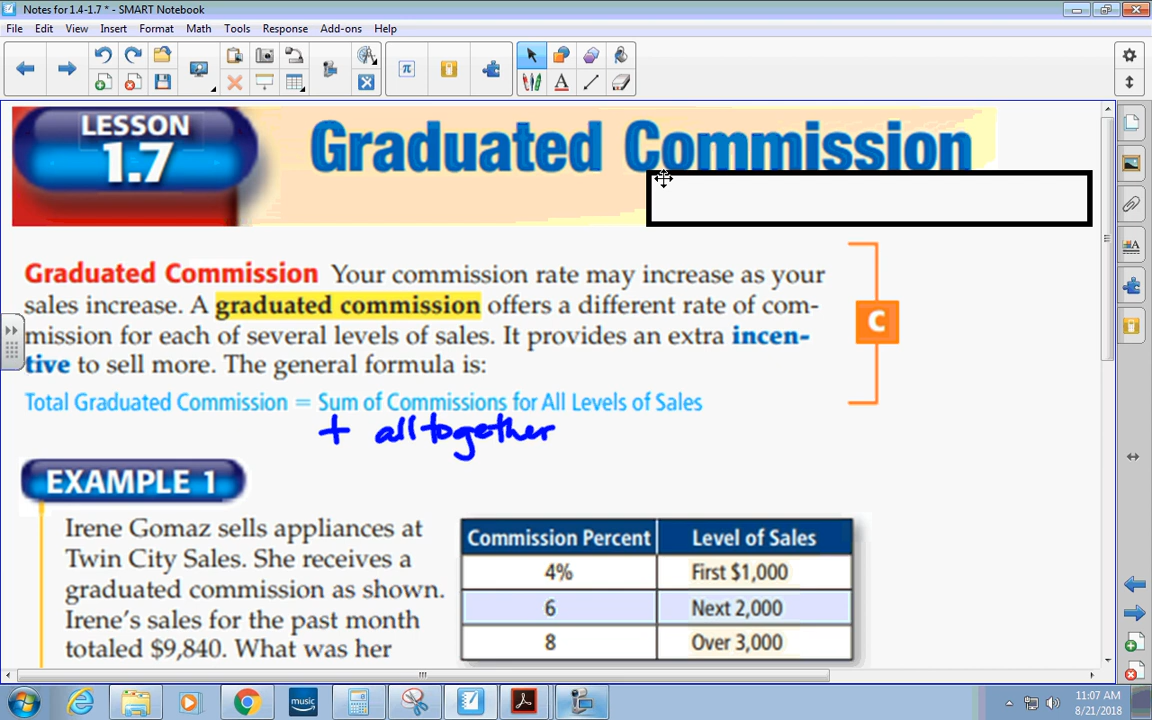 Notes for 1.4-1.7 * - SMART Notebook
File Edit View Insert Format Math Tools Response Add-ons Help
LESSON
1.7
Graduated Commission
Graduated Commission Your commission rate may increase as your
sales increase. A graduated commission offers a different rate of com-
mission for each of several levels of sales. It provides an extra incen-
tive to sell more. The general formula is:
C
Total Graduated Commission = Sum of Commissions for All Levels of Sales
+ all together
EXAMPLE 1
Irene Gomaz sells appliances at
Twin City Sales. She receives a
graduated commission as shown.
Irene's sales for the past month
totaled $9,840. What was her
Commission Percent Level of Sales
4% First $1,000
6 Next 2,000
8 Over 3,000
music
11:07 AM
8/21/2018